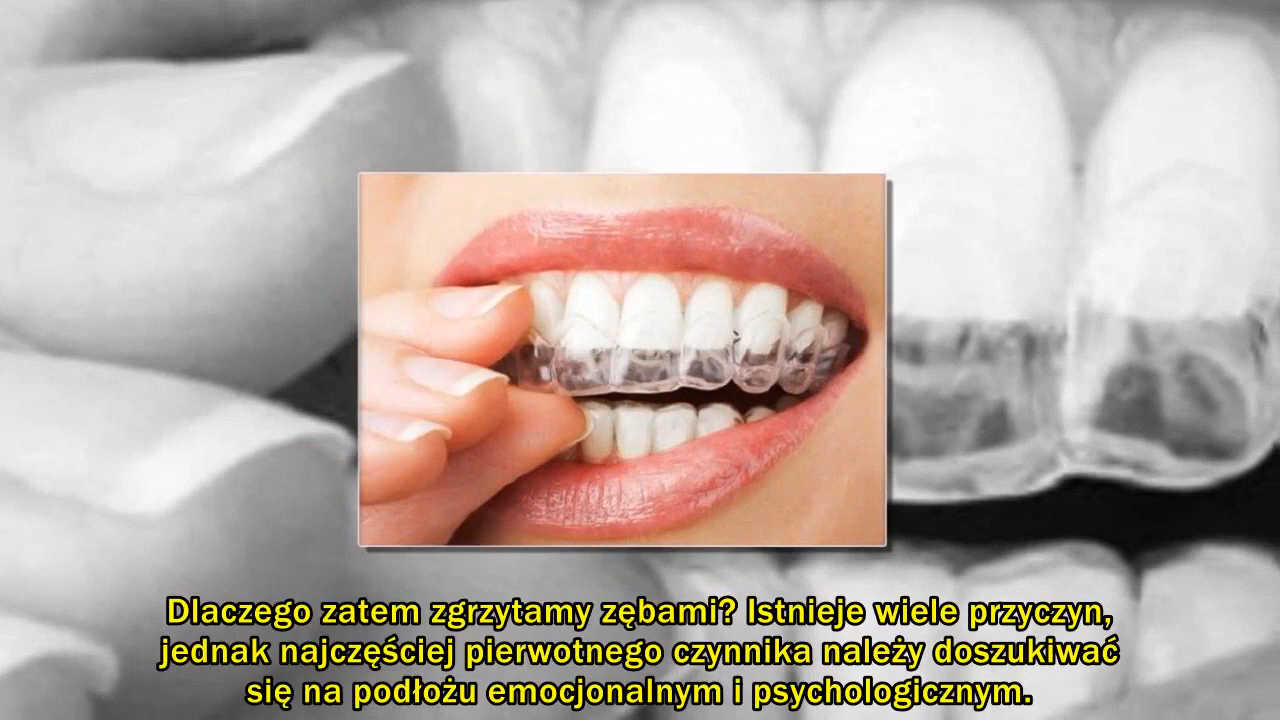 Dlaczego zatem zgrzytamy zębami? Istnieje wiele przyczyn,
jednak najczęściej pierwotnego czynnika należy doszukiwać
się na podłożu emocjonalnym i psychologicznym.